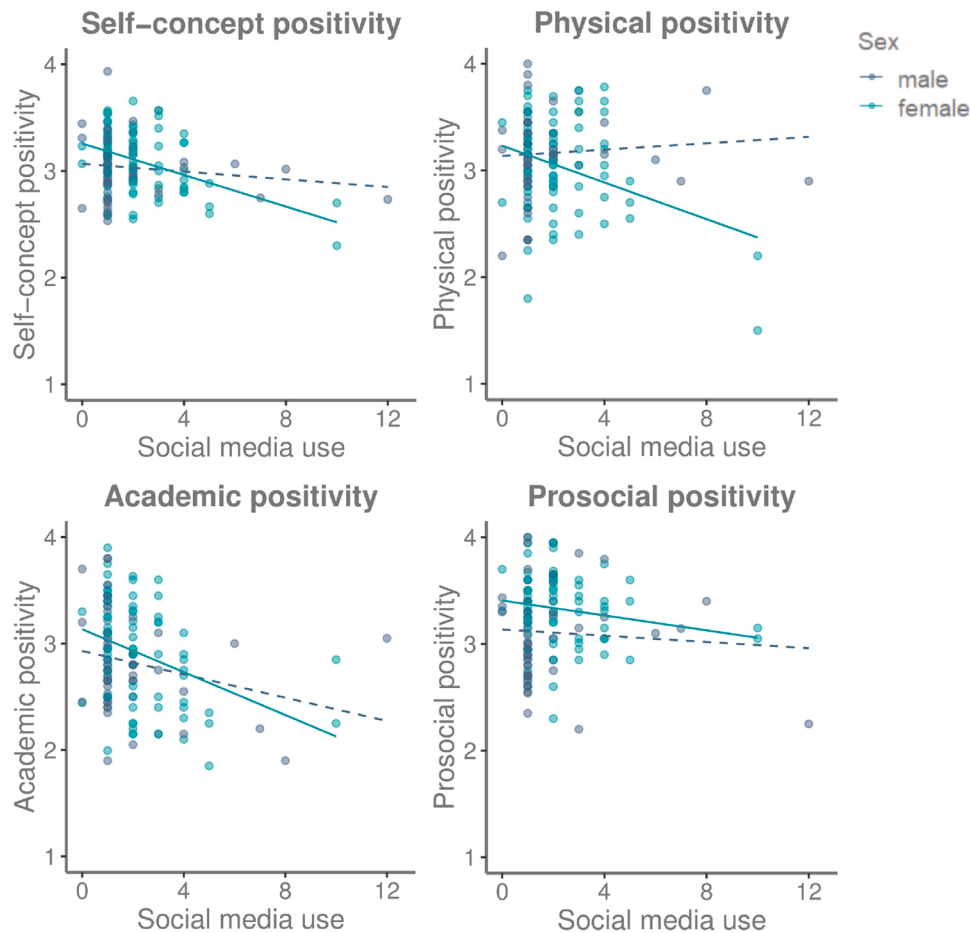 Self−concept positivity
Physical positivity
Sex
male
female
Self−concept positivity
4
3
2
1
0
4
8
12
Social media use
Physical positivity
4
3
2
1
0
4
8
12
Social media use
Academic positivity
Prosocial positivity
Academic positivity
4
3
2
1
0
4
8
12
Social media use
Prosocial positivity
4
3
2
1
0
4
8
12
Social media use